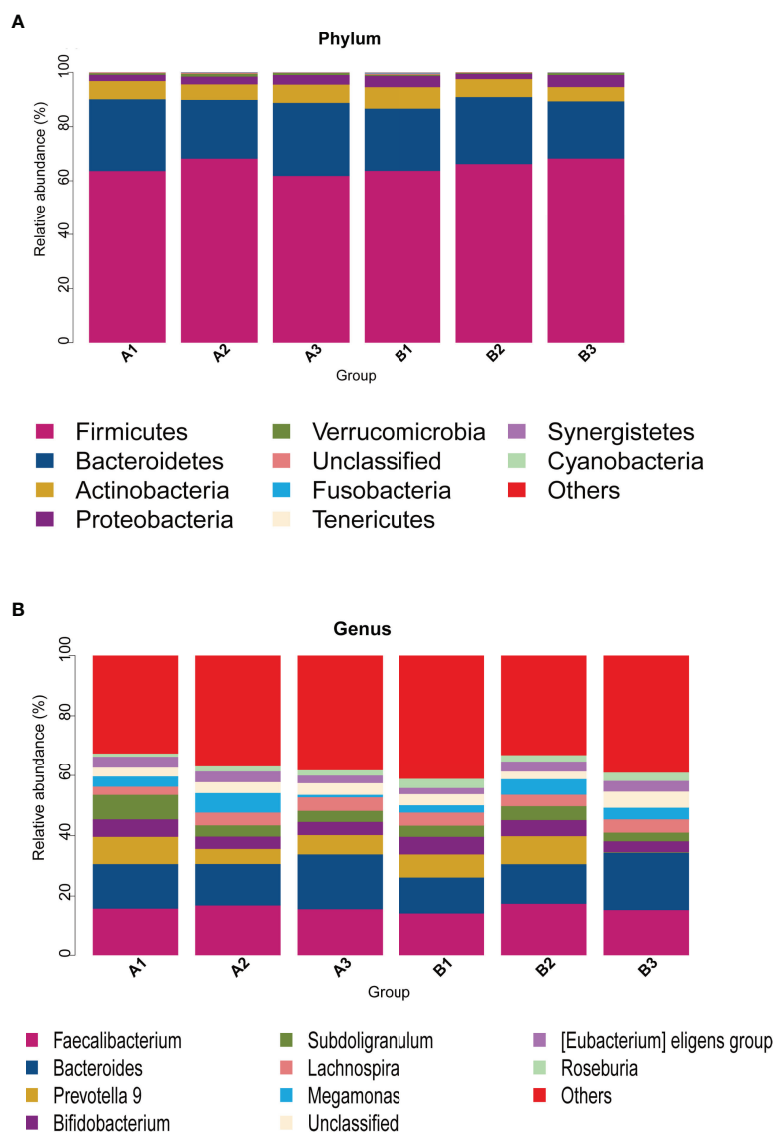 A
Phylum
Relative abundance (%)
100
80
60
40
20
0
A1 A2 A3 B1 B2 B3
Group
Firmicutes Verrucomicrobia Synergistetes
Bacteroidetes Unclassified Cyanobacteria
Actinobacteria Fusobacteria Others
Proteobacteria Tenericutes
B
Genus
Relative abundance (%)
100
80
60
40
20
0
A1 A2 A3 B1 B2 B3
Group
Faecalibacterium Subdoligranulum [Eubacterium] eligens group
Bacteroides Lachnospira Roseburia
Prevotella 9 Megamonas Others
Bifidobacterium Unclassified